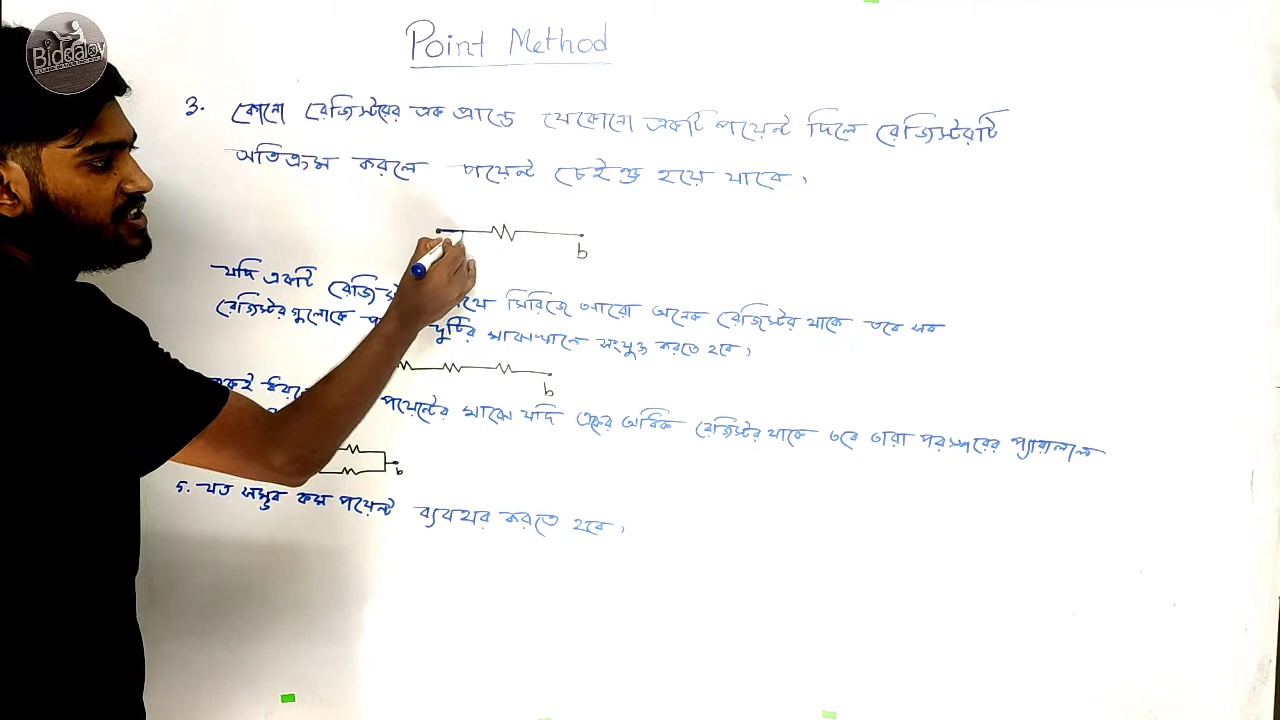 Biddaloy
Point Method
3. কোনো রেজিস্টরের এক প্রান্তে যেকোনো একটি পয়েন্ট দিলে রেজিস্টরটি
অতিক্রম করলে পয়েন্ট চেইঞ্জ হয়ে যাবে।
b
যদি একটি সিরিজে আরো অনেক রেজিস্টর থাকে তবে সব
রেজিস্টর গুলোকে দুটির মাঝখানে সংযুক্ত করতে হবে।
b
পয়েন্টের মাঝে যদি একের অধিক রেজিস্টর থাকে তবে তারা পরস্পরের প্যারালেলে
b
5. যত সম্ভব কম পয়েন্ট ব্যবহার করতে হবে।